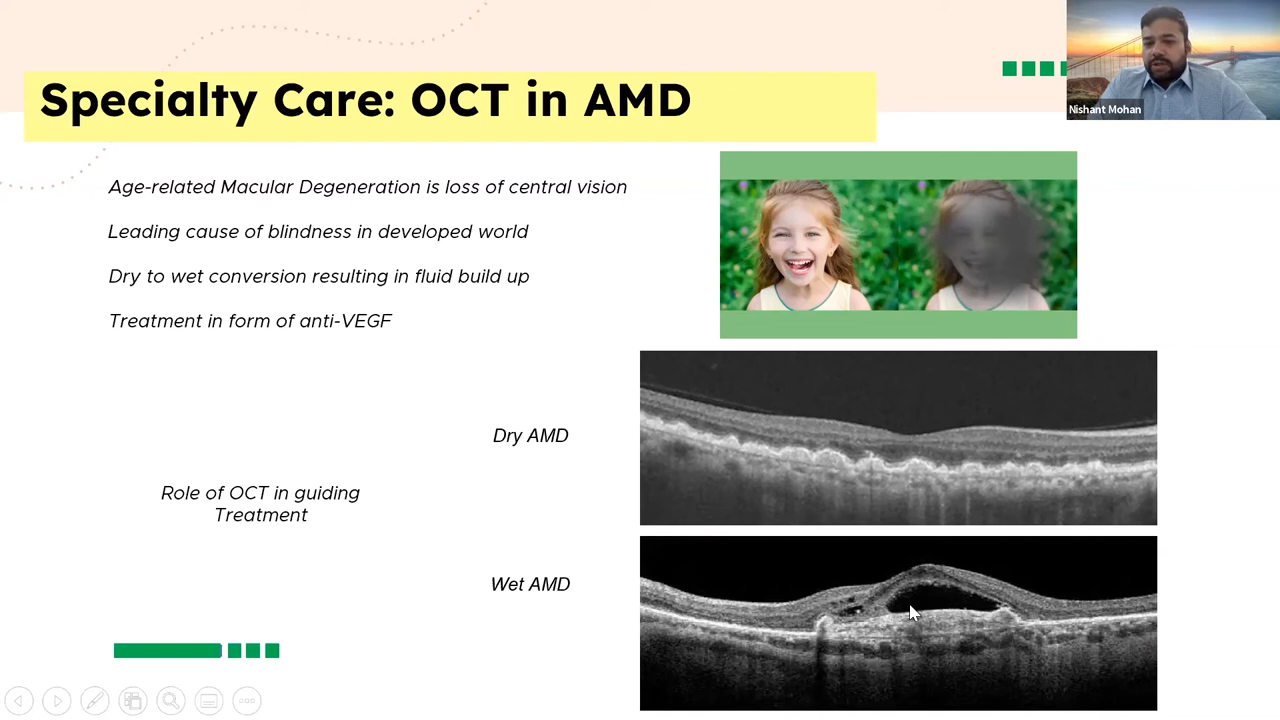 Specialty Care: OCT in AMD
Nishant Mohan
Age-related Macular Degeneration is loss of central vision
Leading cause of blindness in developed world
Dry to wet conversion resulting in fluid build up
Treatment in form of anti-VEGF
Dry AMD
Role of OCT in guiding
Treatment
Wet AMD